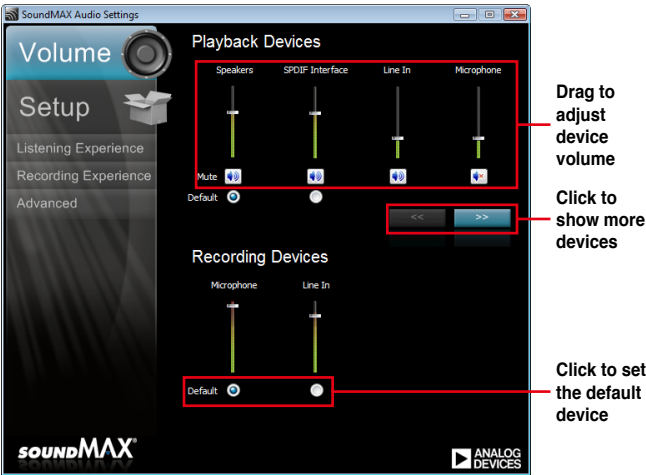 SoundMAX Audio Settings
Volume
Setup
Listening Experience
Recording Experience
Advanced
Playback Devices
Speakers SPDIF Interface Line In Microphone
Mute
Default
<< >>
Recording Devices
Microphone Line In
Default
SOUNDMAX®
ANALOG
DEVICES
Drag to
adjust
device
volume
Click to
show more
devices
Click to set
the default
device